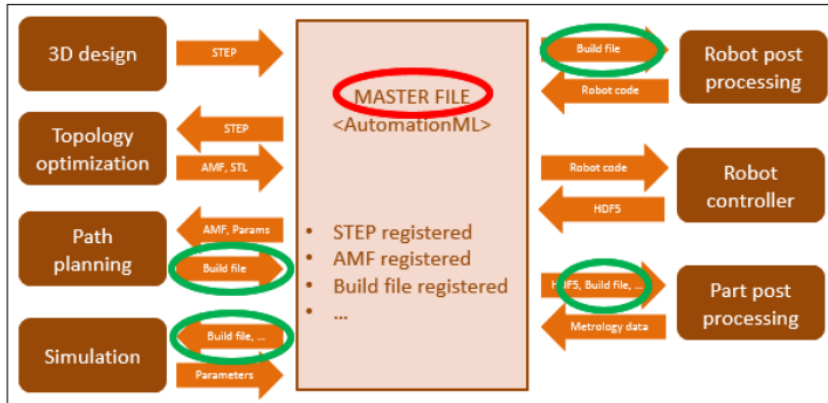 3D design
STEP
Topology
optimization
STEP
AMF, STL
Path
planning
AMF, Params
Build file
Simulation
Build file, ...
Parameters
MASTER FILE
<AutomationML>
• STEP registered
• AMF registered
• Build file registered
• ...
Build file
Robot code
Robot post
processing
Robot code
HDF5
Robot
controller
HDF5, Build file, ...
Metrology data
Part post
processing